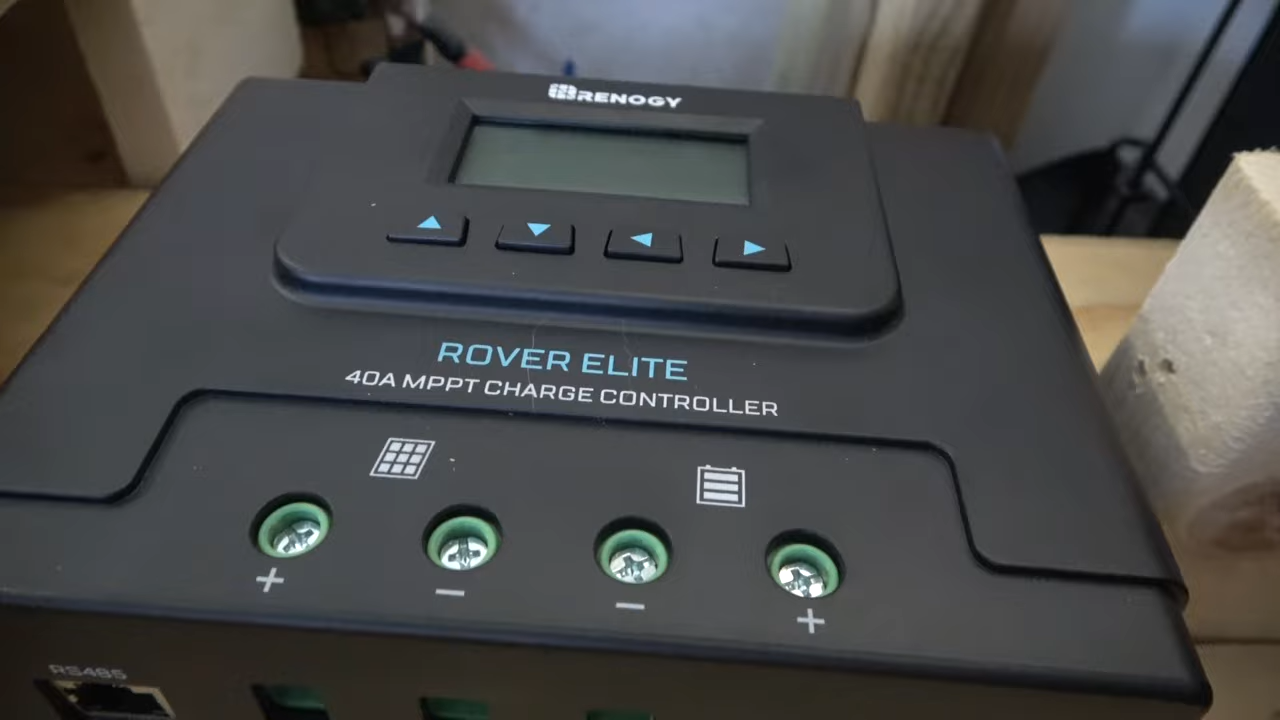 RENOGY
ROVER ELITE
40A MPPT CHARGE CONTROLLER
+ − − +
RS485